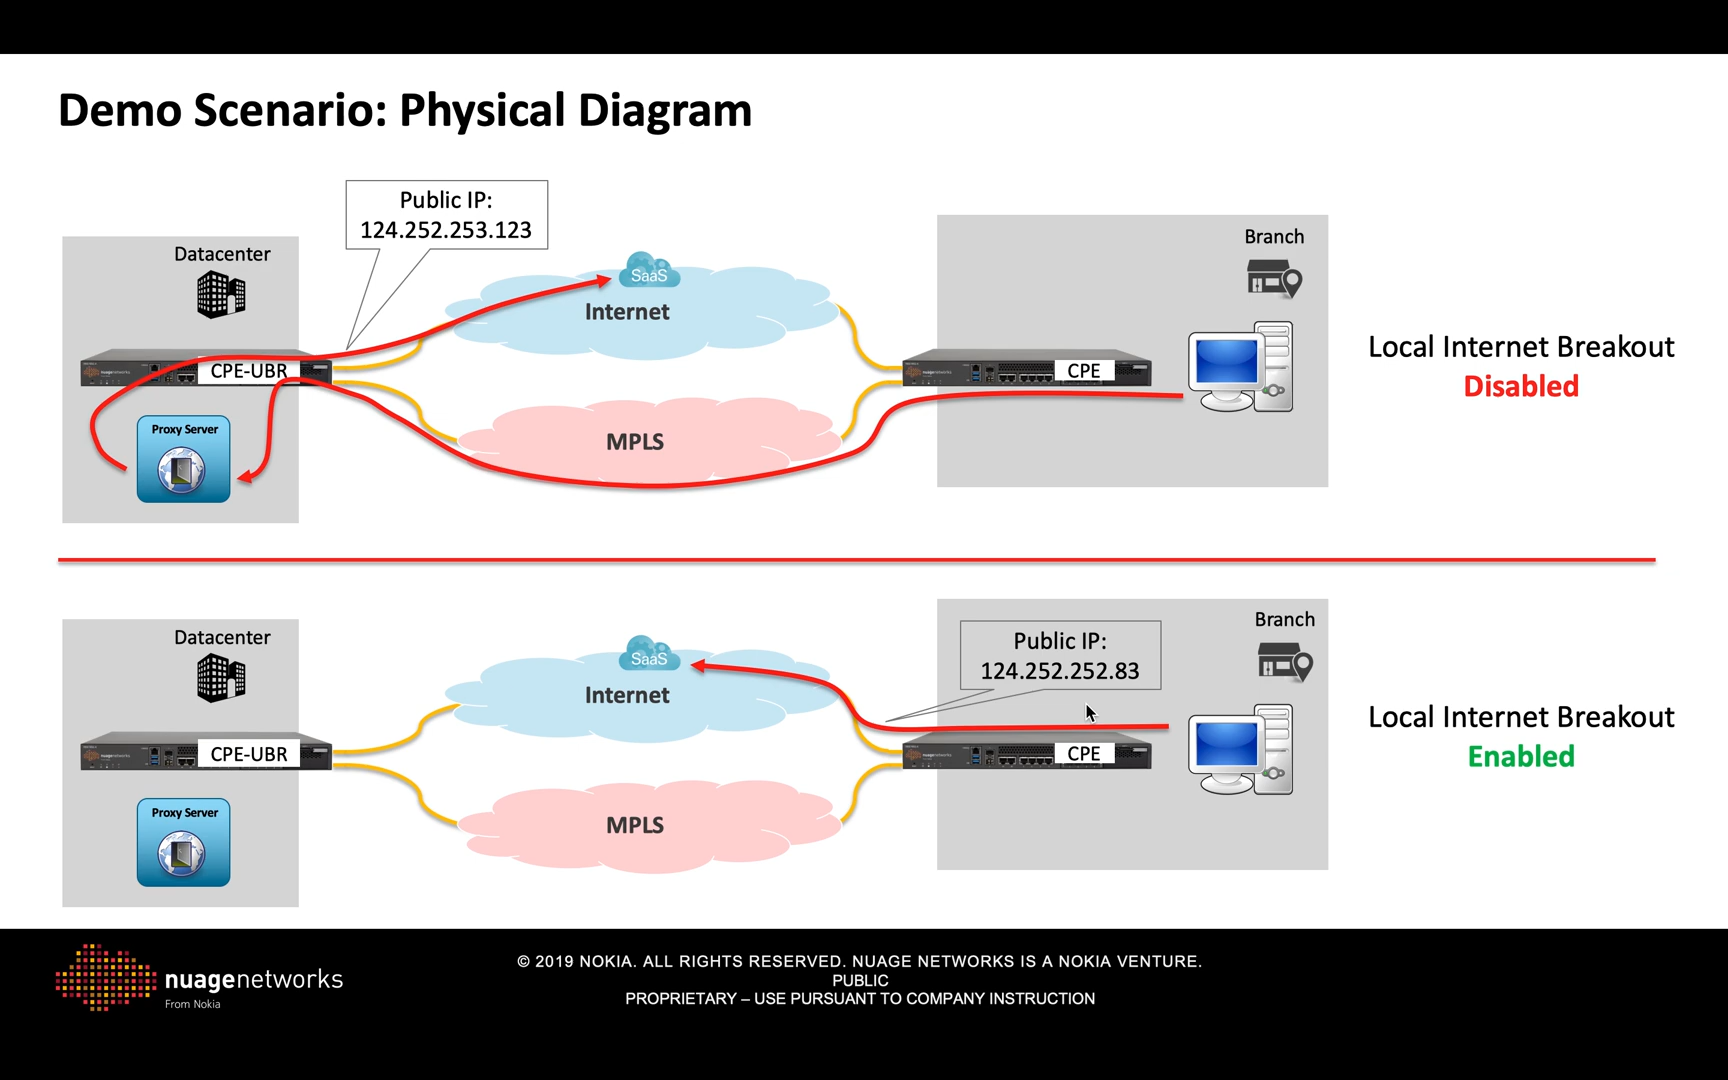 Demo Scenario: Physical Diagram
Public IP:
124.252.253.123
Datacenter
SaaS
Internet
Branch
CPE-UBR
CPE
Local Internet Breakout
Disabled
Proxy Server
MPLS
Datacenter
SaaS
Internet
Public IP:
124.252.252.83
Branch
CPE-UBR
CPE
Local Internet Breakout
Enabled
Proxy Server
MPLS
nuagenetworks
From Nokia
© 2019 NOKIA. ALL RIGHTS RESERVED. NUAGE NETWORKS IS A NOKIA VENTURE.
PUBLIC
PROPRIETARY – USE PURSUANT TO COMPANY INSTRUCTION